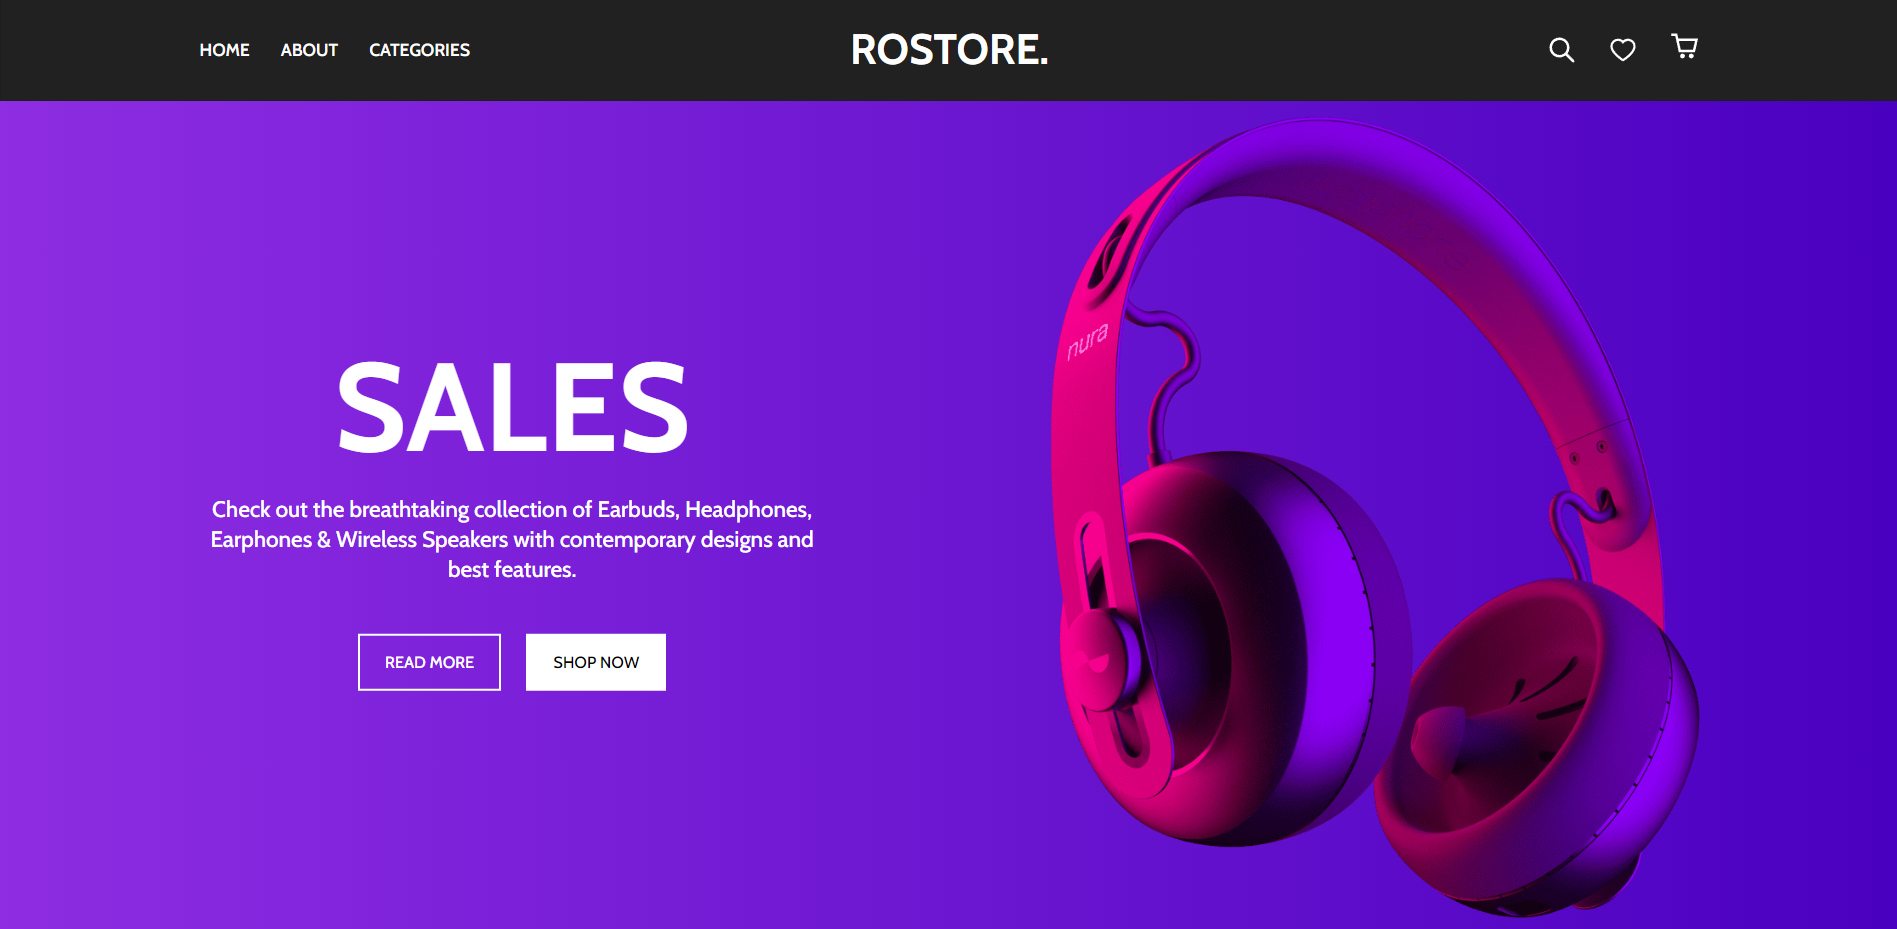 HOME ABOUT CATEGORIES ROSTORE.
nura
SALES
Check out the breathtaking collection of Earbuds, Headphones,
Earphones & Wireless Speakers with contemporary designs and
best features.
READ MORE SHOP NOW